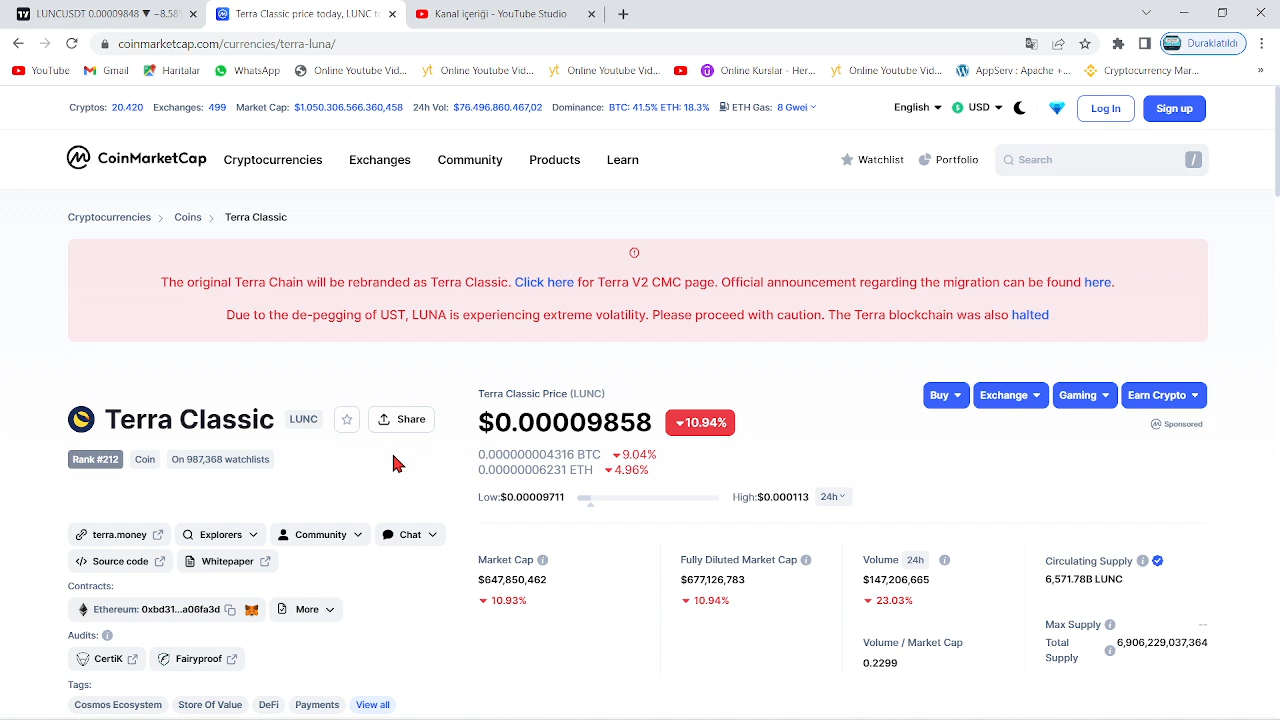 LUNCUSDT 0.00009848 ▼ −8.58%
Terra Classic price today, LUNC to
Kanal içeriği - YouTube Studio
coinmarketcap.com/currencies/terra-luna/
Duraklatıldı
YouTube
Gmail
Haritalar
WhatsApp
Online Youtube Vid...
Online Youtube Vid...
Online Youtube Vid...
Online Kurslar - Her...
Online Youtube Vid...
AppServ : Apache +...
Cryptocurrency Mar...
»
Cryptos: 20.420 Exchanges: 499 Market Cap: $1.050.306.566.360,458 24h Vol: $76.496.860.467,02 Dominance: BTC: 41.5% ETH: 18.3% ETH Gas: 8 Gwei
English
USD
Log In
Sign up
CoinMarketCap
Cryptocurrencies
Exchanges
Community
Products
Learn
Watchlist
Portfolio
Search
/
Cryptocurrencies > Coins > Terra Classic
The original Terra Chain will be rebranded as Terra Classic. Click here for Terra V2 CMC page. Official announcement regarding the migration can be found here.
Due to the de-pegging of UST, LUNA is experiencing extreme volatility. Please proceed with caution. The Terra blockchain was also halted
Terra Classic
LUNC
Share
Rank #212
Coin
On 987,368 watchlists
Terra Classic Price (LUNC)
$0.00009858
▼10.94%
0.000000004316 BTC ▼9.04%
0.00000006231 ETH ▼4.96%
Low:$0.00009711
High:$0.000113
24h
Buy
Exchange
Gaming
Earn Crypto
Sponsored
terra.money
Explorers
Community
Chat
Source code
Whitepaper
Contracts:
Ethereum: 0xbd31...a06fa3d
More
Audits:
CertiK
Fairyproof
Tags:
Cosmos Ecosystem
Store Of Value
DeFi
Payments
View all
Market Cap
$647,850,462
▼ 10.93%
Fully Diluted Market Cap
$677,126,783
▼ 10.94%
Volume 24h
$147,206,665
▼ 23.03%
Volume / Market Cap
0.2299
Circulating Supply
6,571.78B LUNC
Max Supply --
Total Supply 6,906,229,037,364